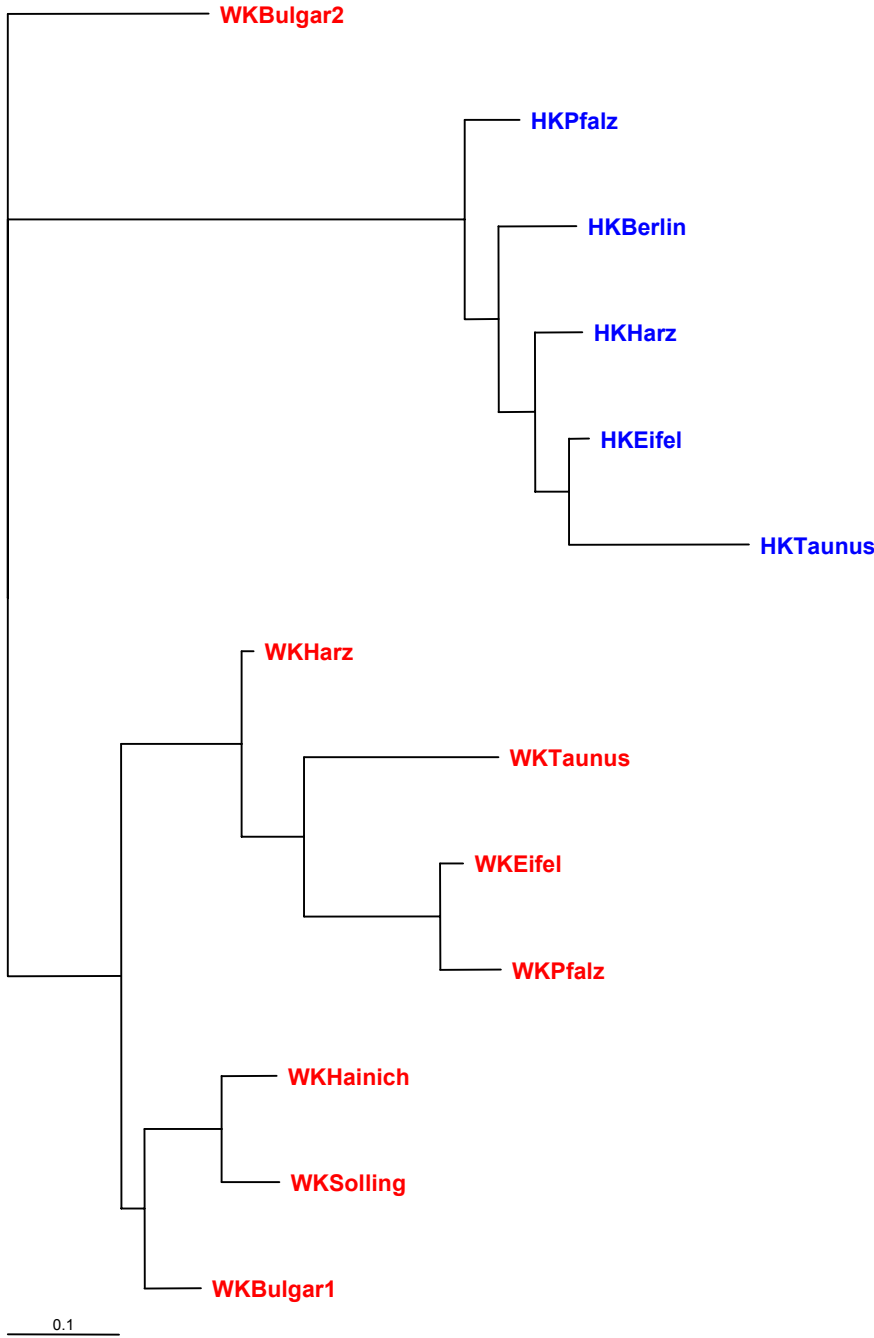 WKBulgar2
HKPfalz
HKBerlin
HKHarz
HKEifel
HKTaunus
WKHarz
WKTaunus
WKEifel
WKPfalz
WKHainich
WKSolling
WKBulgar1
0.1